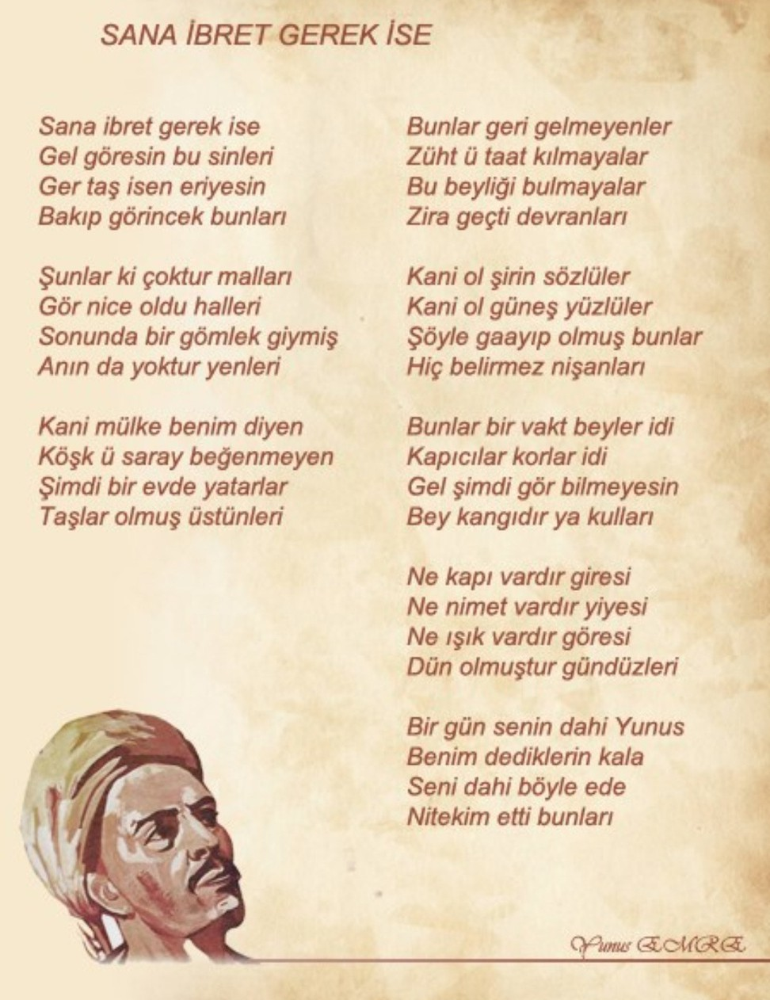 SANA İBRET GEREK İSE
Sana ibret gerek ise
Gel göresin bu sinleri
Ger taş isen eriyesin
Bakıp görincek bunları
Şunlar ki çoktur malları
Gör nice oldu halleri
Sonunda bir gömlek giymiş
Anın da yoktur yenleri
Kani mülke benim diyen
Köşk ü saray beğenmeyen
Şimdi bir evde yatarlar
Taşlar olmuş üstünleri
Bunlar geri gelmeyenler
Züht ü taat kılmayalar
Bu beyliği bulmayalar
Zira geçti devranları
Kani ol şirin sözlüler
Kani ol güneş yüzlüler
Şöyle gaayıp olmuş bunlar
Hiç belirmez nişanları
Bunlar bir vakt beyler idi
Kapıcılar korlar idi
Gel şimdi gör bilmeyesin
Bey kangıdır ya kulları
Ne kapı vardır giresi
Ne nimet vardır yiyesi
Ne ışık vardır göresi
Dün olmuştur gündüzleri
Bir gün senin dahi Yunus
Benim dediklerin kala
Seni dahi böyle ede
Nitekim etti bunları
Yunus EMRE